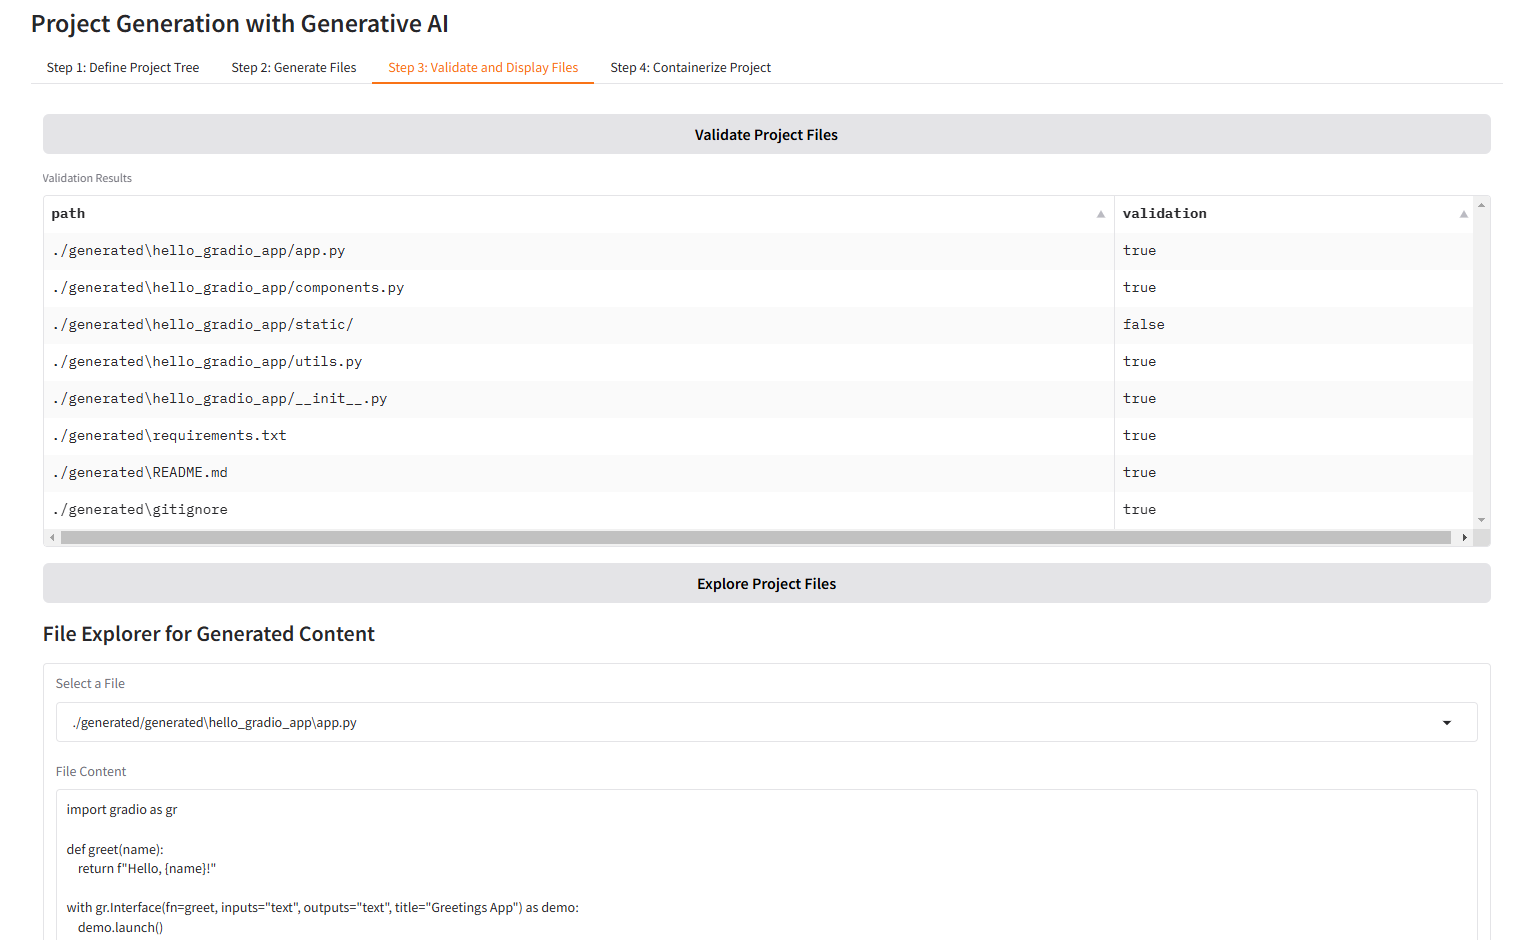 Project Generation with Generative AI
Step 1: Define Project Tree Step 2: Generate Files Step 3: Validate and Display Files Step 4: Containerize Project
Validate Project Files
Validation Results
path validation
./generated\hello_gradio_app/app.py true
./generated\hello_gradio_app/components.py true
./generated\hello_gradio_app/static/ false
./generated\hello_gradio_app/utils.py true
./generated\hello_gradio_app/__init__.py true
./generated\requirements.txt true
./generated\README.md true
./generated\gitignore true
Explore Project Files
File Explorer for Generated Content
Select a File
./generated/generated\hello_gradio_app\app.py
File Content
import gradio as gr
def greet(name):
return f"Hello, {name}!"
with gr.Interface(fn=greet, inputs="text", outputs="text", title="Greetings App") as demo:
demo.launch()